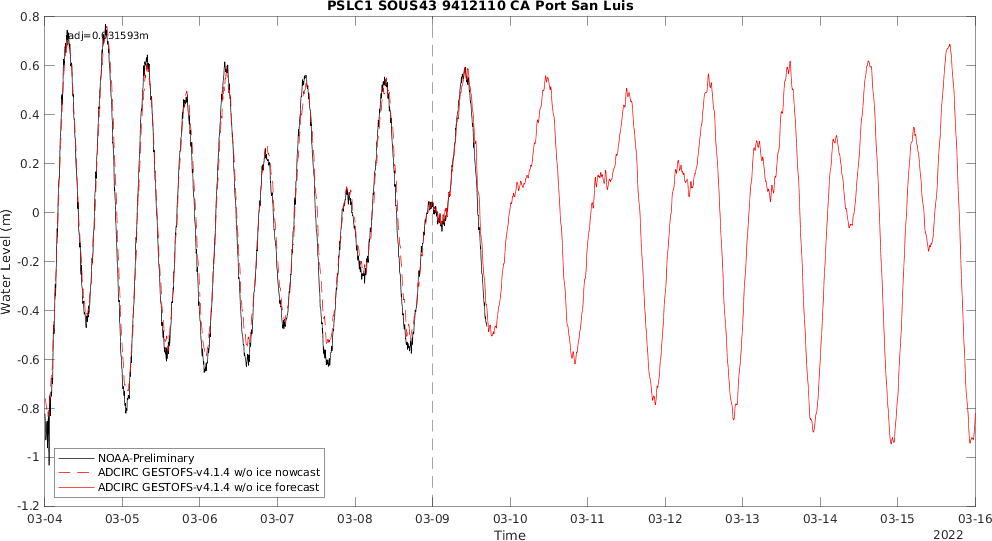 PSLC1 SOUS43 9412110 CA Port San Luis
adj=0.031593m
0.8
0.6
0.4
0.2
0
-0.2
-0.4
-0.6
-0.8
-1
-1.2
Water Level (m)
NOAA-Preliminary
ADCIRC GESTOFS-v4.1.4 w/o ice nowcast
ADCIRC GESTOFS-v4.1.4 w/o ice forecast
03-04 03-05 03-06 03-07 03-08 03-09 03-10 03-11 03-12 03-13 03-14 03-15 03-16
Time
2022